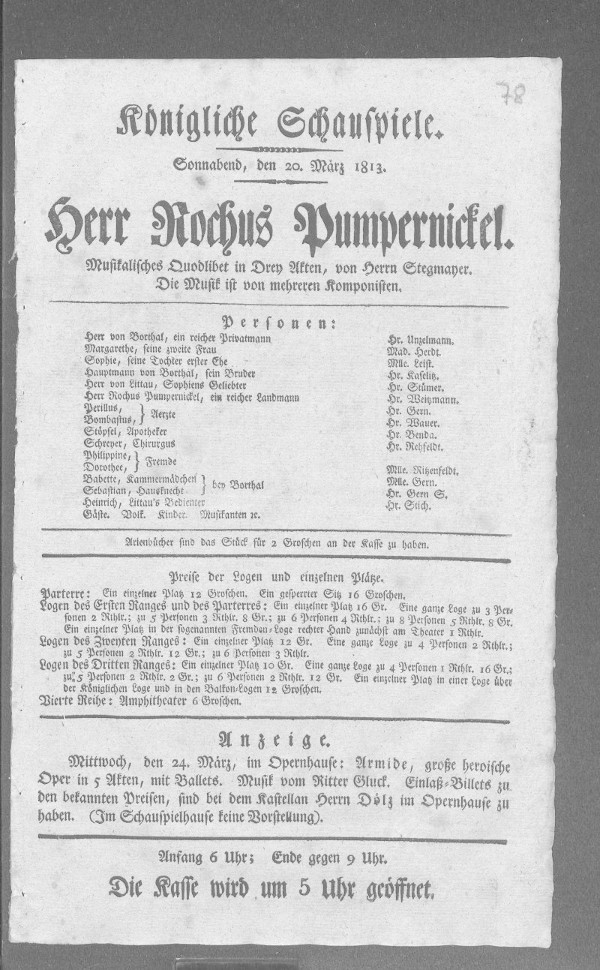 78
Königliche Schauspiele.
Sonnabend, den 20. März 1813.
Herr Rochus Pumpernickel.
Musikalisches Quodlibet in Drey Akten, von Herrn Stegmayer.
Die Musik ist von mehreren Komponisten.
Personen:
Herr von Borthal, ein reicher Privatmann Hr. Unzelmann.
Margarethe, seine zweite Frau Mad. Herdt.
Sophie, seine Tochter erster Ehe Mlle. Leist.
Hauptmann von Borthal, sein Bruder Hr. Kaselitz.
Herr von Littau, Sophiens Geliebter Hr. Stümer.
Herr Rochus Pumpernickel, ein reicher Landmann Hr. Weitzmann.
Perillus, } Aerzte Hr. Gern.
Bombastus, Hr. Wauer.
Stöpsel, Apotheker Hr. Benda.
Schreyer, Chirurgus Hr. Rehfeldt.
Philippine, } Fremde
Dorothee, Mlle. Ritzenfeldt.
Babette, Kammermädchen } bey Borthal Mlle. Gern.
Sebastian, Hausknecht Hr. Gern S.
Heinrich, Littau's Bedienter Hr. Stich.
Gäste. Volk. Kinder. Musikanten ꝛc.
Arienbücher sind das Stück für 2 Groschen an der Kasse zu haben.
Preise der Logen und einzelnen Plätze.
Parterre: Ein einzelner Platz 12 Groschen. Ein gesperrter Sitz 16 Groschen.
Logen des Ersten Ranges und des Parterres: Ein einzelner Platz 16 Gr. Eine ganze Loge zu 3 Per-
sonen 2 Rthlr.; zu 5 Personen 3 Rthlr. 8 Gr.; zu 6 Personen 4 Rthlr.; zu 8 Personen 5 Rthlr. 8 Gr.
Ein einzelner Platz in der sogenannten Fremden-Loge rechter Hand zunächst am Theater 1 Rthlr.
Logen des Zweyten Ranges: Ein einzelner Platz 12 Gr. Eine ganze Loge zu 4 Personen 2 Rthlr.;
zu 5 Personen 2 Rthlr. 12 Gr.; zu 6 Personen 3 Rthlr.
Logen des Dritten Ranges: Ein einzelner Platz 10 Gr. Eine ganze Loge zu 4 Personen 1 Rthlr. 16 Gr.;
zu 5 Personen 2 Rthlr. 2 Gr.; zu 6 Personen 2 Rthlr. 12 Gr. Ein einzelner Platz in einer Loge über
der Königlichen Loge und in den Balkon-Logen 12 Groschen.
Vierte Reihe: Amphitheater 6 Groschen.
Anzeige.
Mittwoch, den 24. März, im Opernhause: Armide, große heroische
Oper in 5 Akten, mit Ballets. Musik vom Ritter Gluck. Einlaß-Billets zu
den bekannten Preisen, sind bei dem Kastellan Herrn Dölz im Opernhause zu
haben. (Im Schauspielhause keine Vorstellung).
Anfang 6 Uhr; Ende gegen 9 Uhr.
Die Kasse wird um 5 Uhr geöffnet.